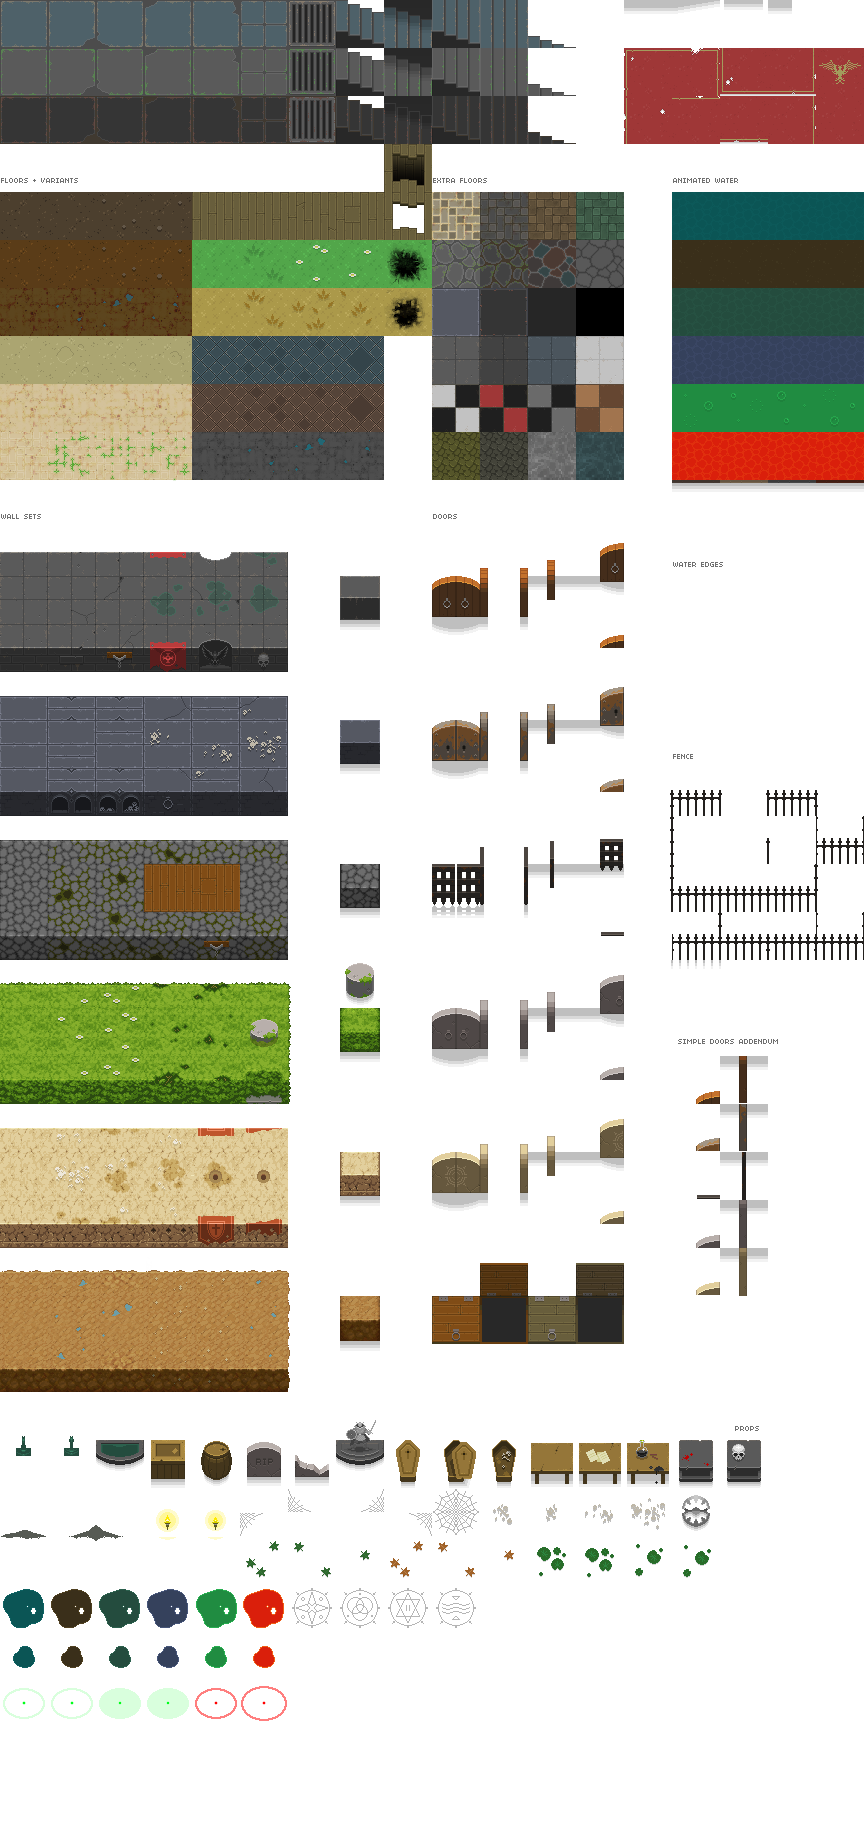 FLOORS + VARIANTS
EXTRA FLOORS
ANIMATED WATER
WALL SETS
DOORS
WATER EDGES
FENCE
SIMPLE DOORS ADDENDUM
PROPS
RIP